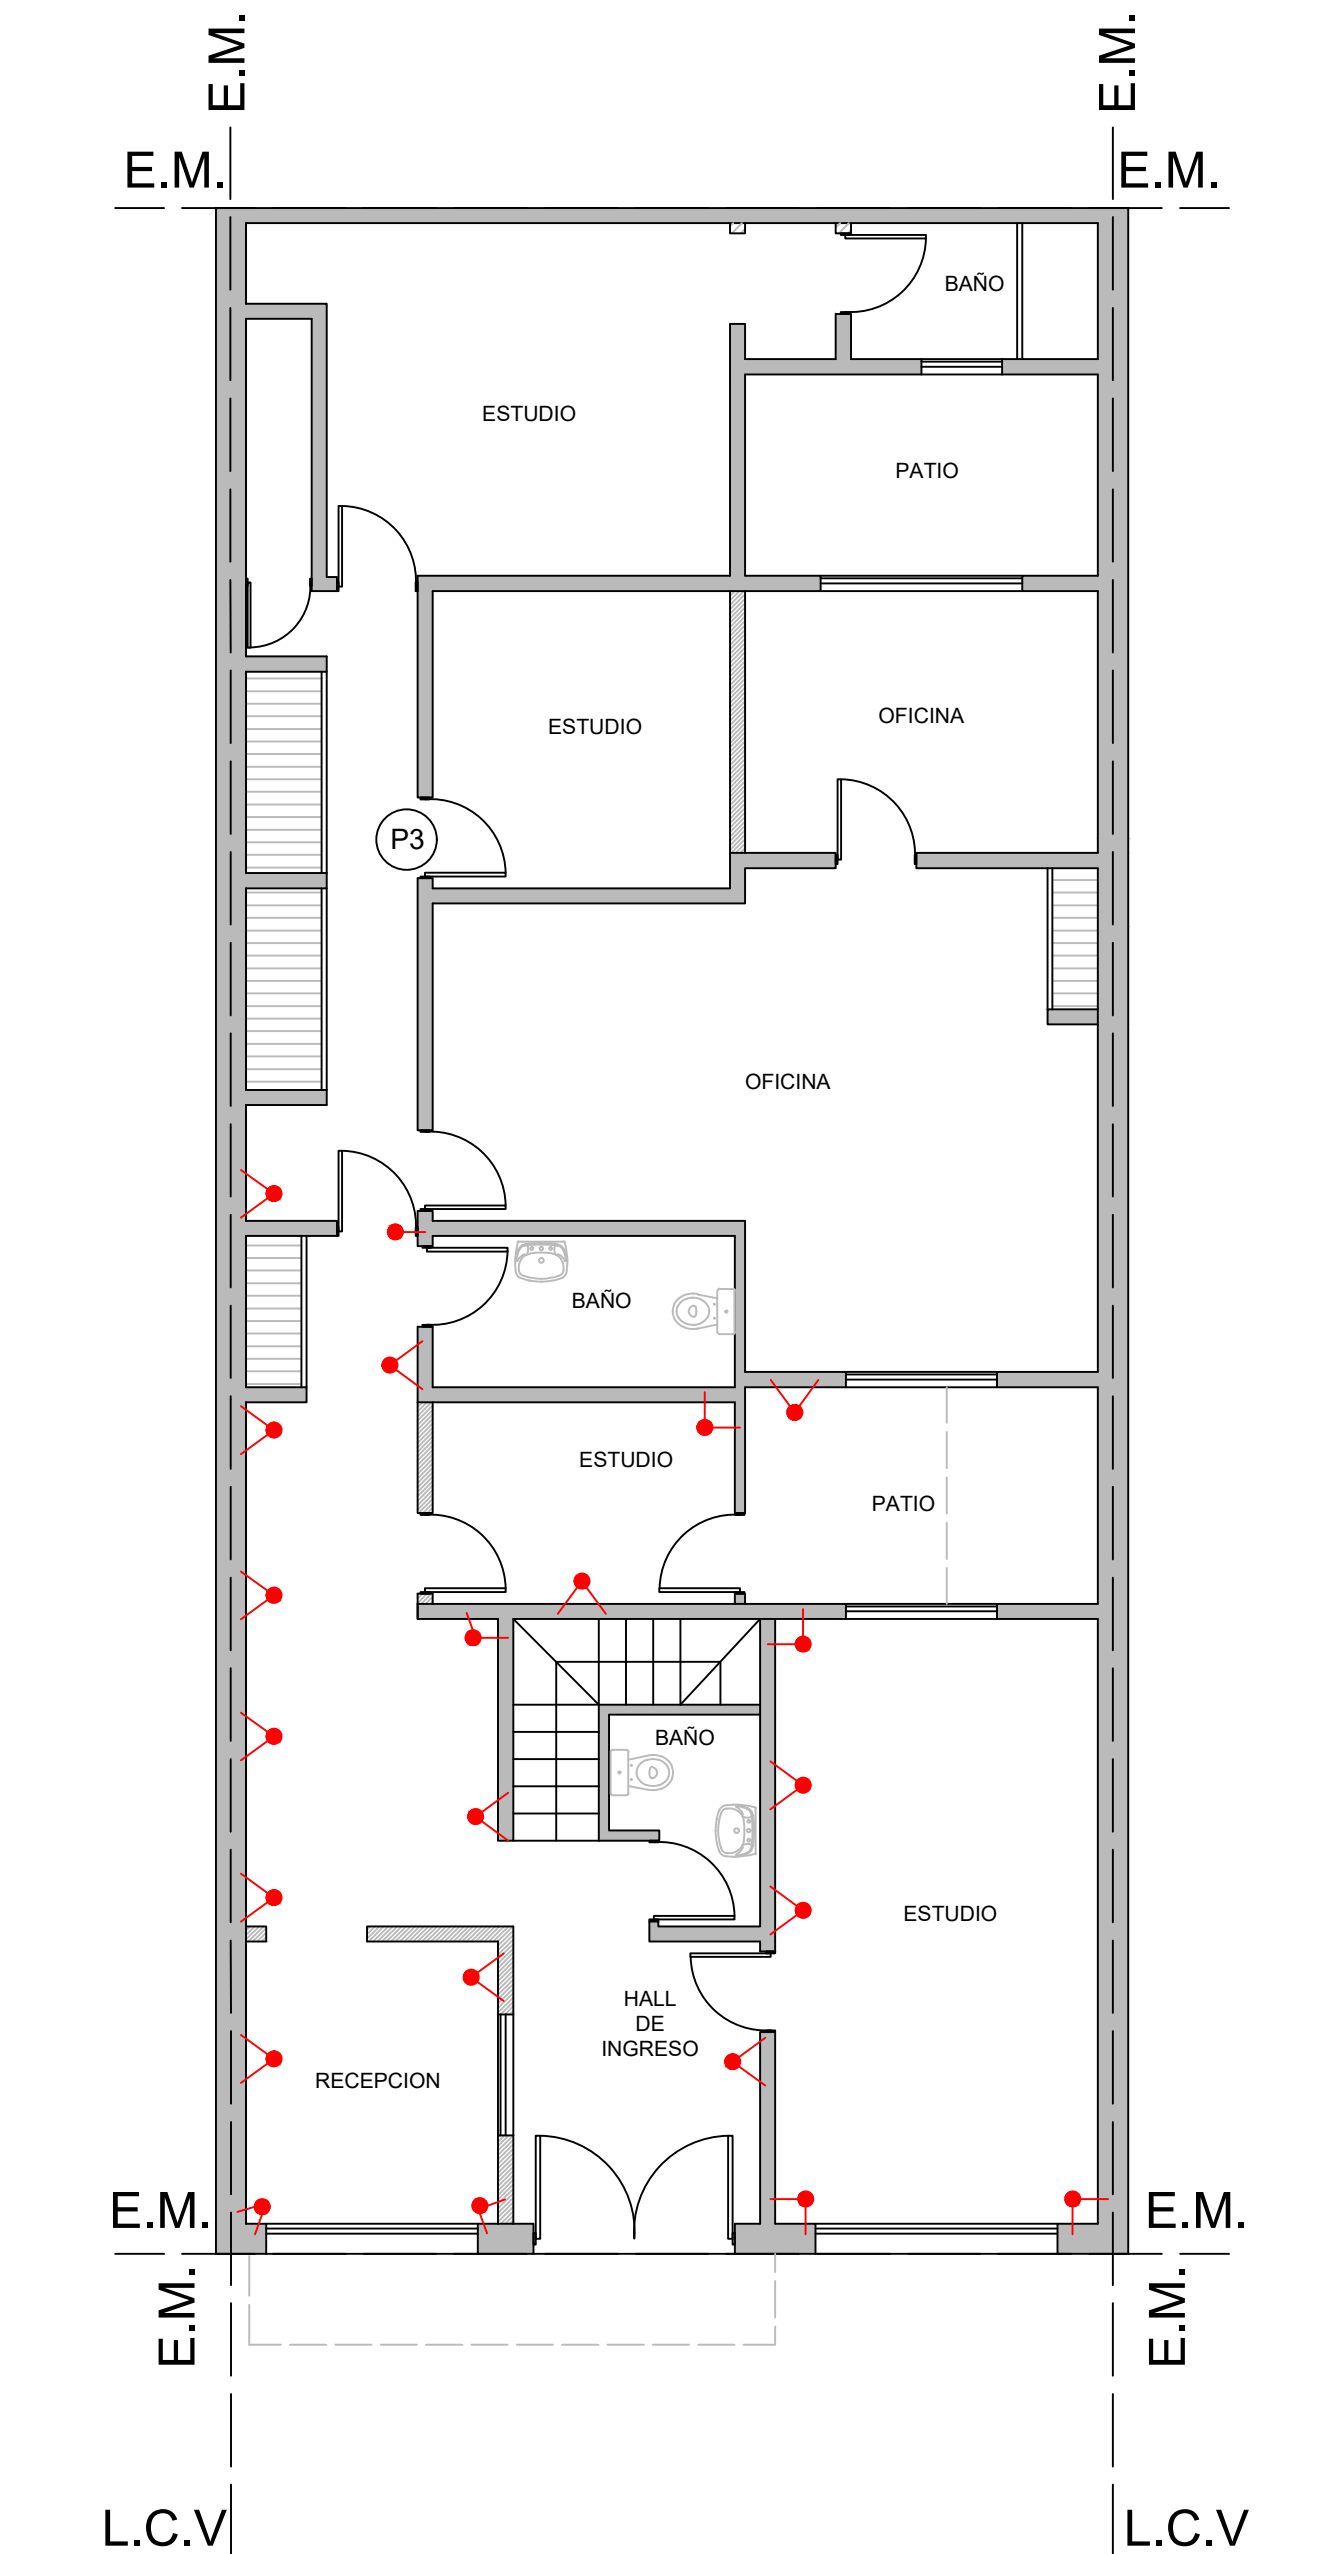 E.M.
E.M.
E.M.
E.M.
BAÑO
ESTUDIO
PATIO
OFICINA
ESTUDIO
P3
OFICINA
BAÑO
ESTUDIO
PATIO
BAÑO
ESTUDIO
HALL
DE
INGRESO
RECEPCION
E.M.
E.M.
E.M.
E.M.
L.C.V
L.C.V